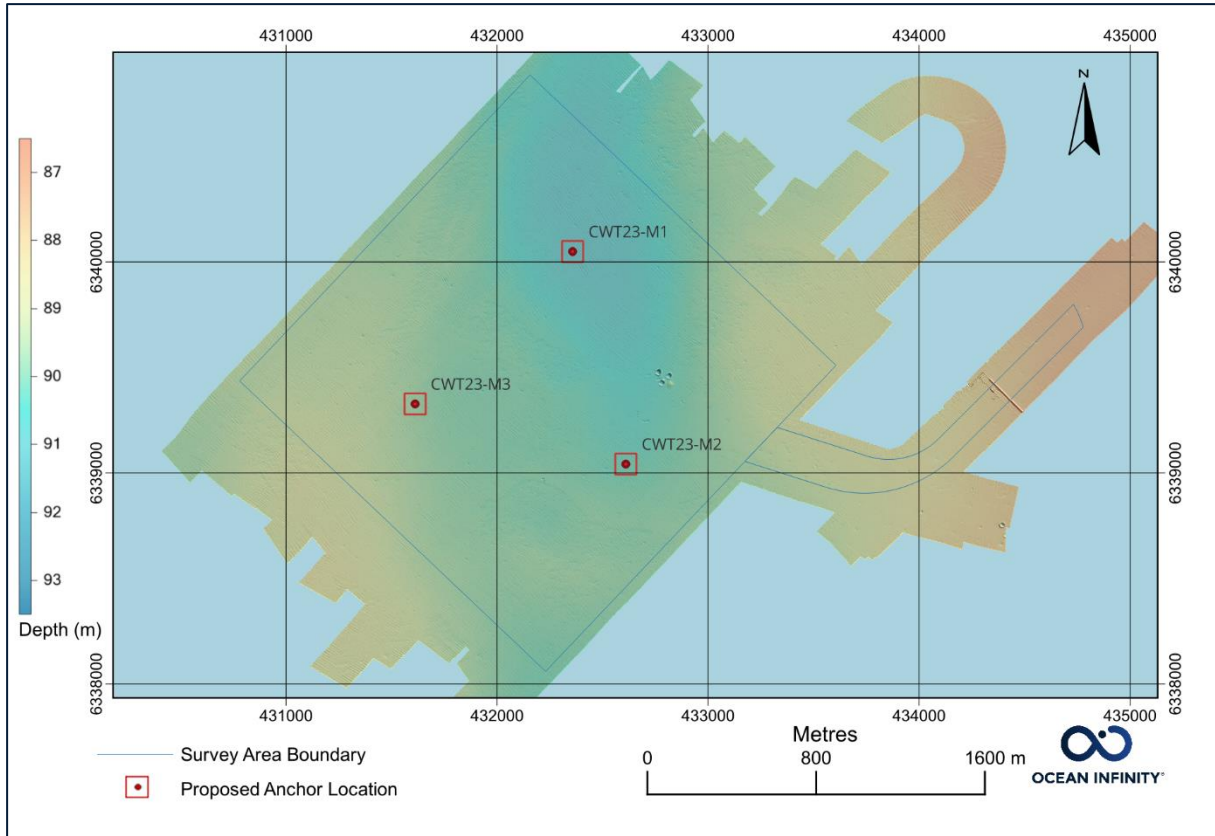 431000 432000 433000 434000 435000
N
87
88
89
90
91
92
93
Depth (m)
6340000
6339000
6338000
6340000
6339000
6338000
CWT23-M1
CWT23-M3
CWT23-M2
431000 432000 433000 434000 435000
Survey Area Boundary
Proposed Anchor Location
Metres
0 800 1600 m
OCEAN INFINITY®